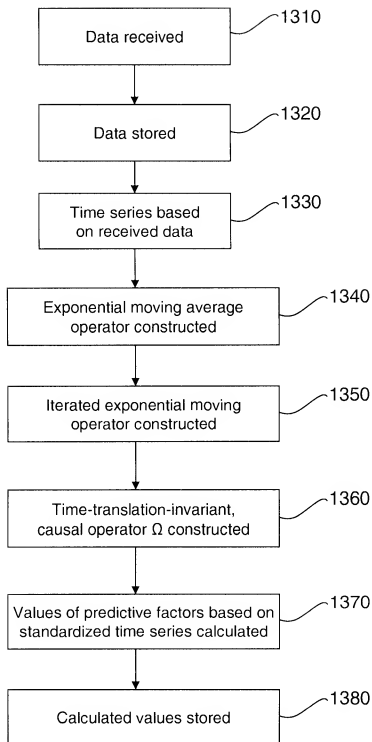 1310
Data received
1320
Data stored
1330
Time series based
on received data
1340
Exponential moving average
operator constructed
1350
Iterated exponential moving
operator constructed
1360
Time-translation-invariant,
causal operator Ω constructed
1370
Values of predictive factors based on
standardized time series calculated
1380
Calculated values stored